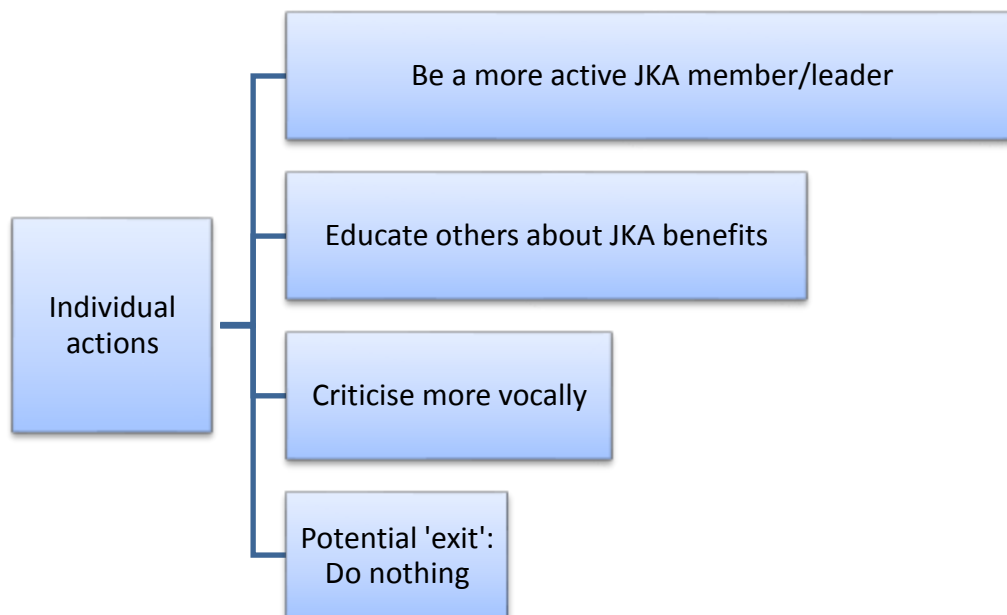 Be a more active JKA member/leader
Educate others about JKA benefits
Individual
actions
Criticise more vocally
Potential 'exit':
Do nothing